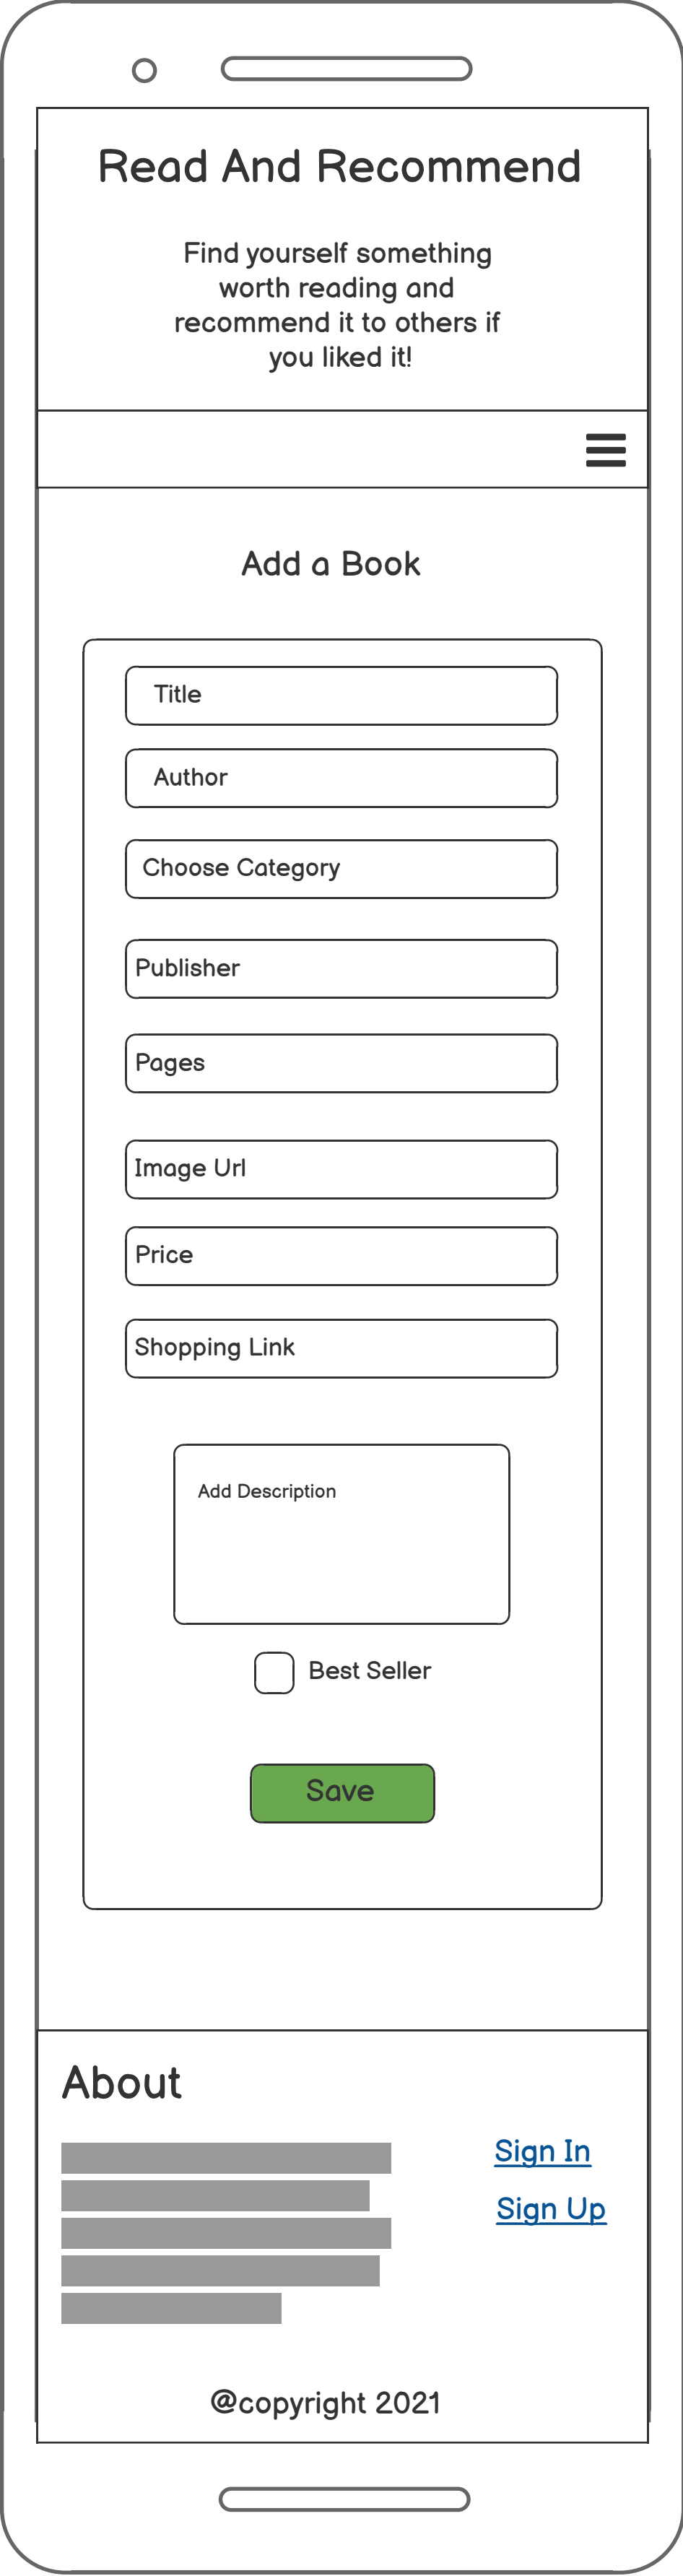 Read And Recommend
Find yourself something
worth reading and
recommend it to others if
you liked it!
Add a Book
Title
Author
Choose Category
Publisher
Pages
Image Url
Price
Shopping Link
Add Description
Best Seller
Save
About
Sign In
Sign Up
@copyright 2021